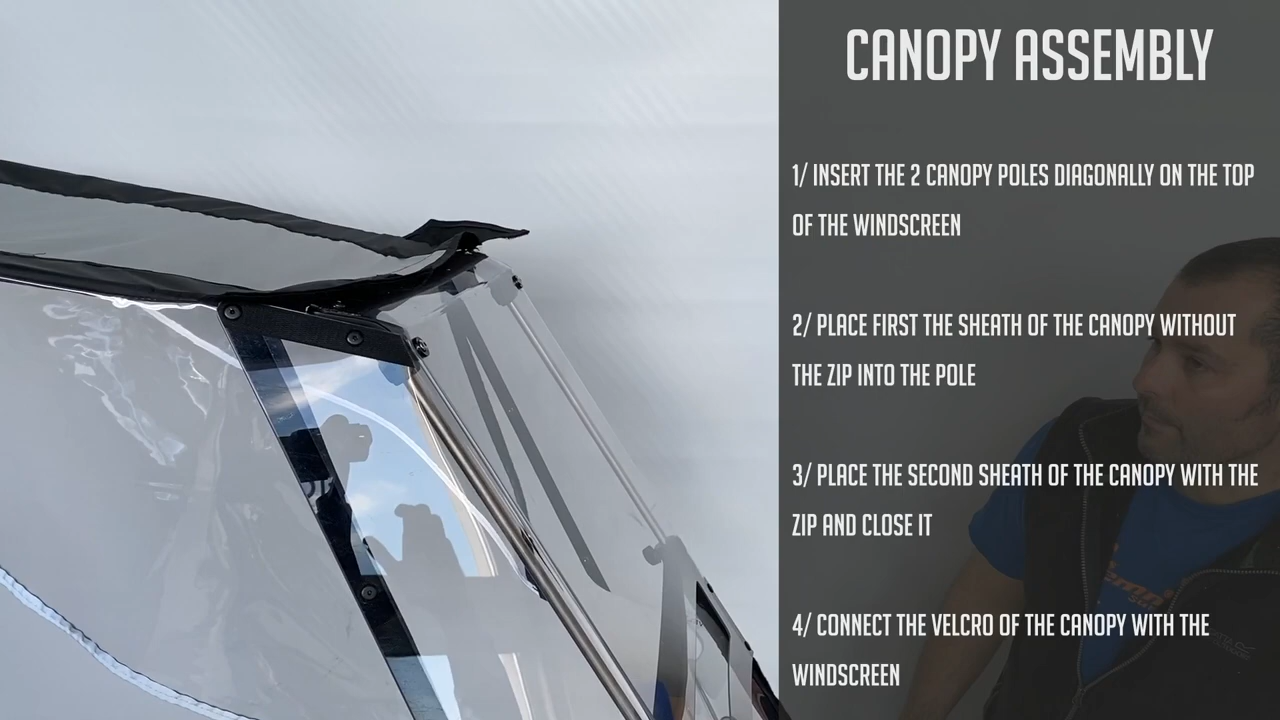 CANOPY ASSEMBLY
1/ INSERT THE 2 CANOPY POLES DIAGONALLY ON THE TOP
OF THE WINDSCREEN
2/ PLACE FIRST THE SHEATH OF THE CANOPY WITHOUT
THE ZIP INTO THE POLE
3/ PLACE THE SECOND SHEATH OF THE CANOPY WITH THE
ZIP AND CLOSE IT
4/ CONNECT THE VELCRO OF THE CANOPY WITH THE
WINDSCREEN